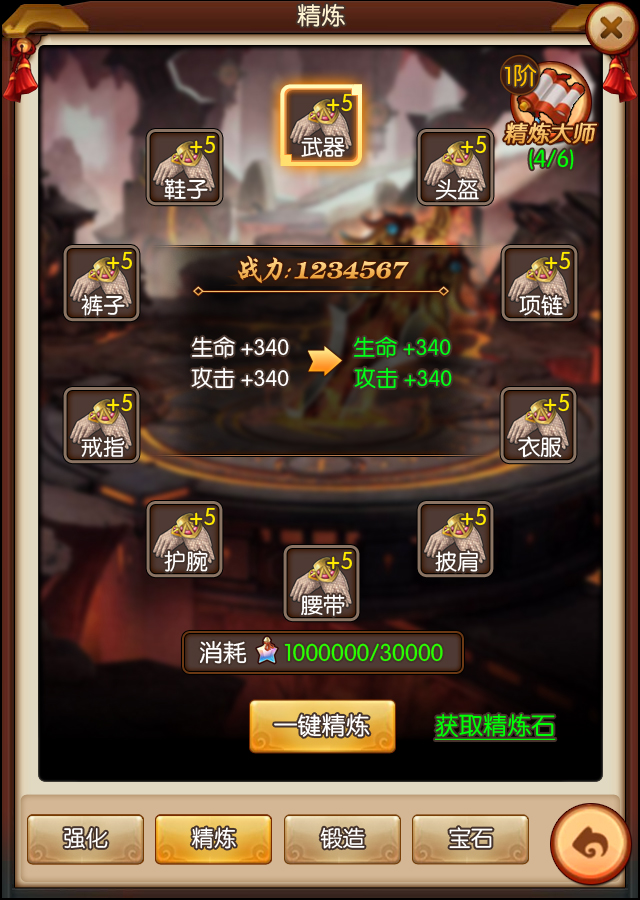 精炼
1阶
精炼大师
(4/6)
+5
武器
+5
鞋子
+5
头盔
+5
裤子
+5
项链
战力:1234567
生命 +340
生命 +340
攻击 +340
攻击 +340
+5
戒指
+5
衣服
+5
护腕
+5
披肩
+5
腰带
消耗 1000000/30000
一键精炼
获取精炼石
强化
精炼
锻造
宝石